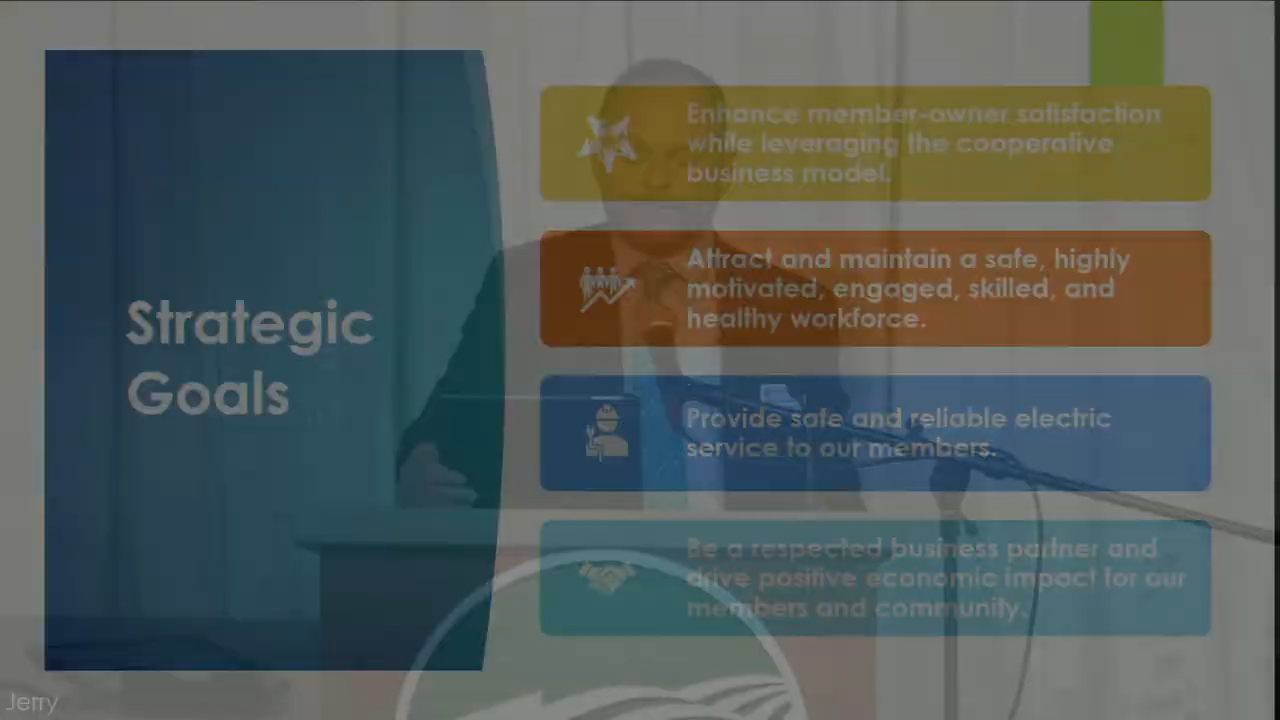 Strategic
Goals
Enhance member-owner satisfaction
while leveraging the cooperative
business model.
Attract and maintain a safe, highly
motivated, engaged, skilled, and
healthy workforce.
Provide safe and reliable electric
service to our members.
Be a respected business partner and
drive positive economic impact for our
members and community.
Jerry